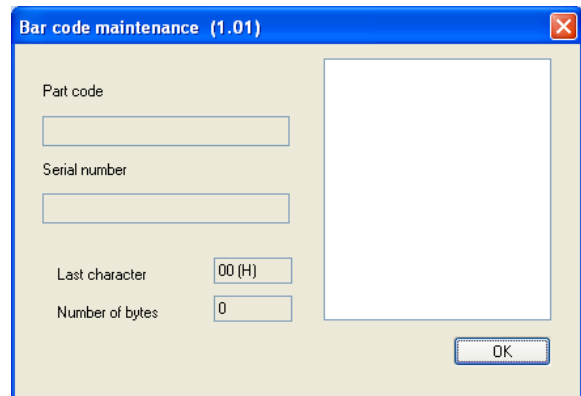 Bar code maintenance (1.01)
Part code
Serial number
Last character 00 (H)
Number of bytes 0
OK